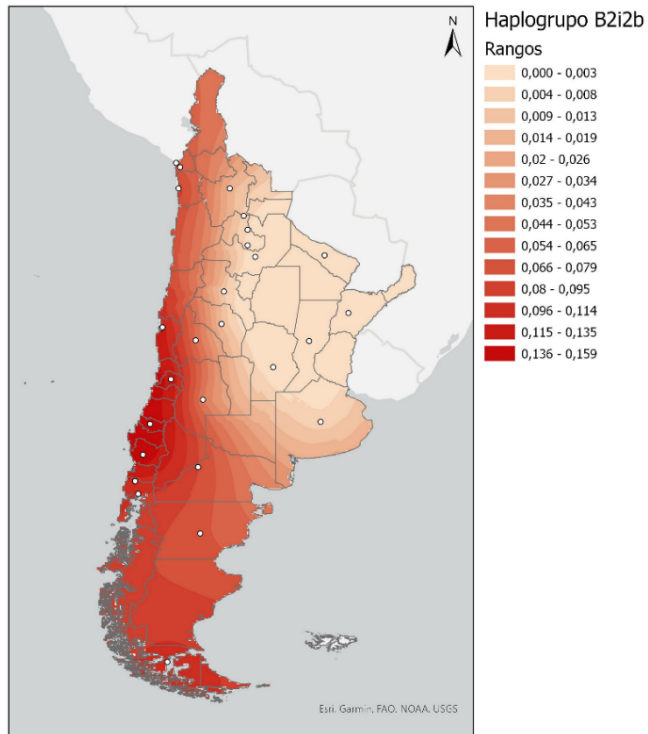 N
Haplogrupo B2i2b
Rangos
0,000 - 0,003
0,004 - 0,008
0,009 - 0,013
0,014 - 0,019
0,02 - 0,026
0,027 - 0,034
0,035 - 0,043
0,044 - 0,053
0,054 - 0,065
0,066 - 0,079
0,08 - 0,095
0,096 - 0,114
0,115 - 0,135
0,136 - 0,159
Esri, Garmin, FAO, NOAA, USGS